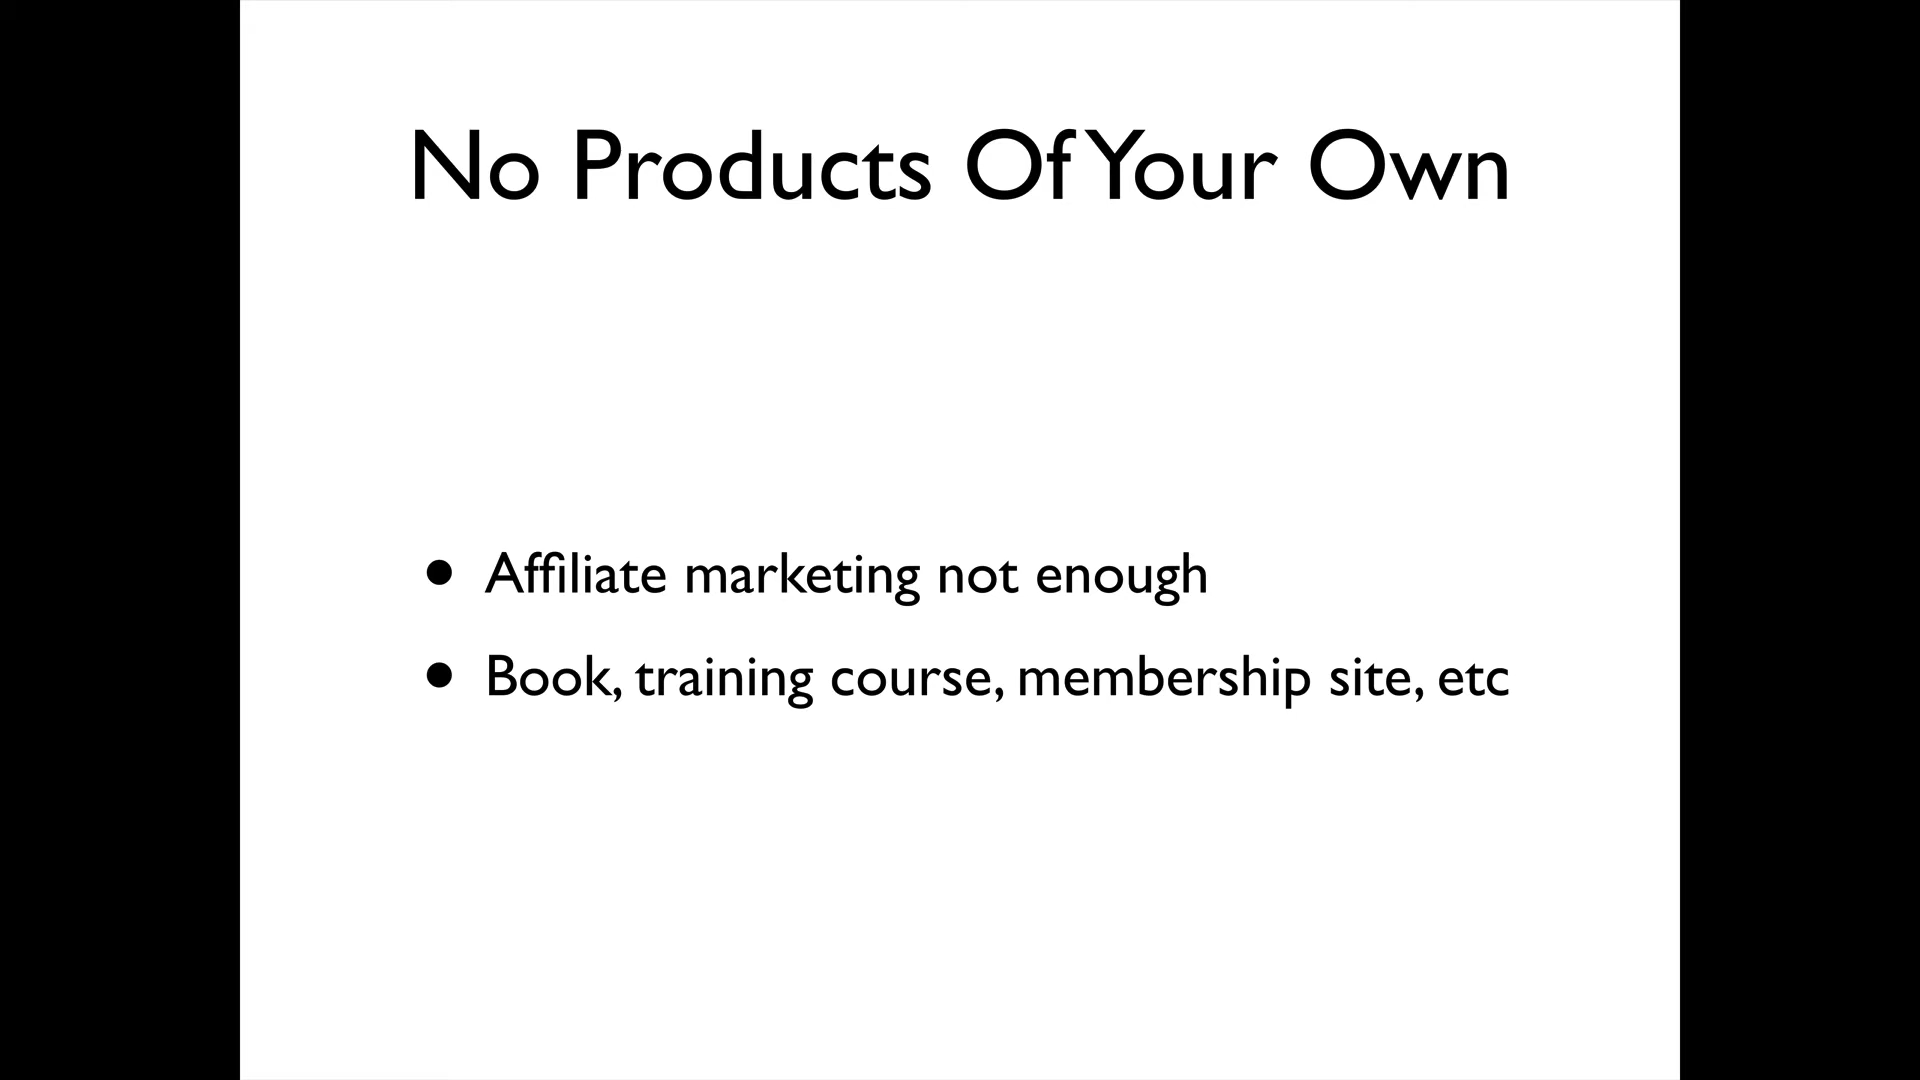 No Products Of Your Own
• Affiliate marketing not enough
• Book, training course, membership site, etc